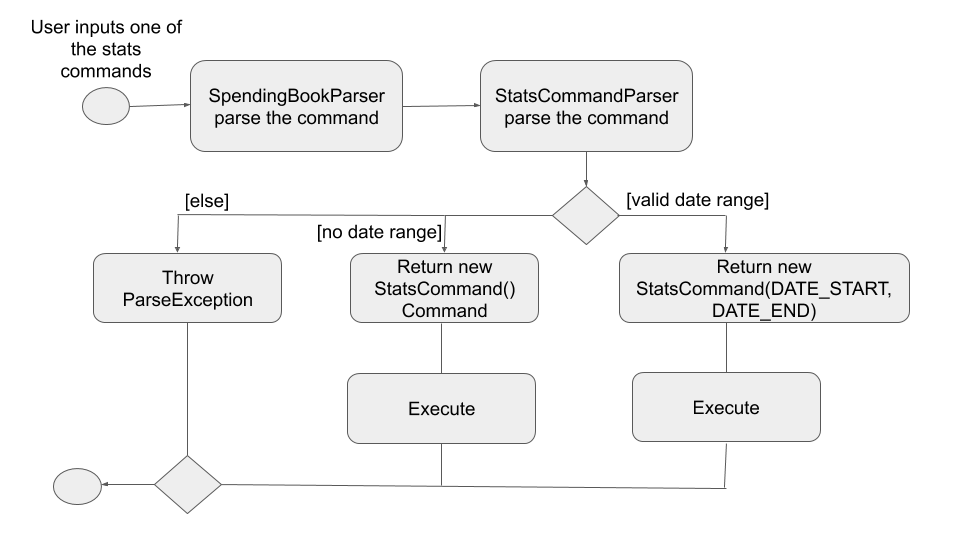 User inputs one of
the stats
commands
SpendingBookParser
parse the command
StatsCommandParser
parse the command
[else]
[no date range]
[valid date range]
Throw
ParseException
Return new
StatsCommand()
Command
Return new
StatsCommand(DATE_START,
DATE_END)
Execute
Execute